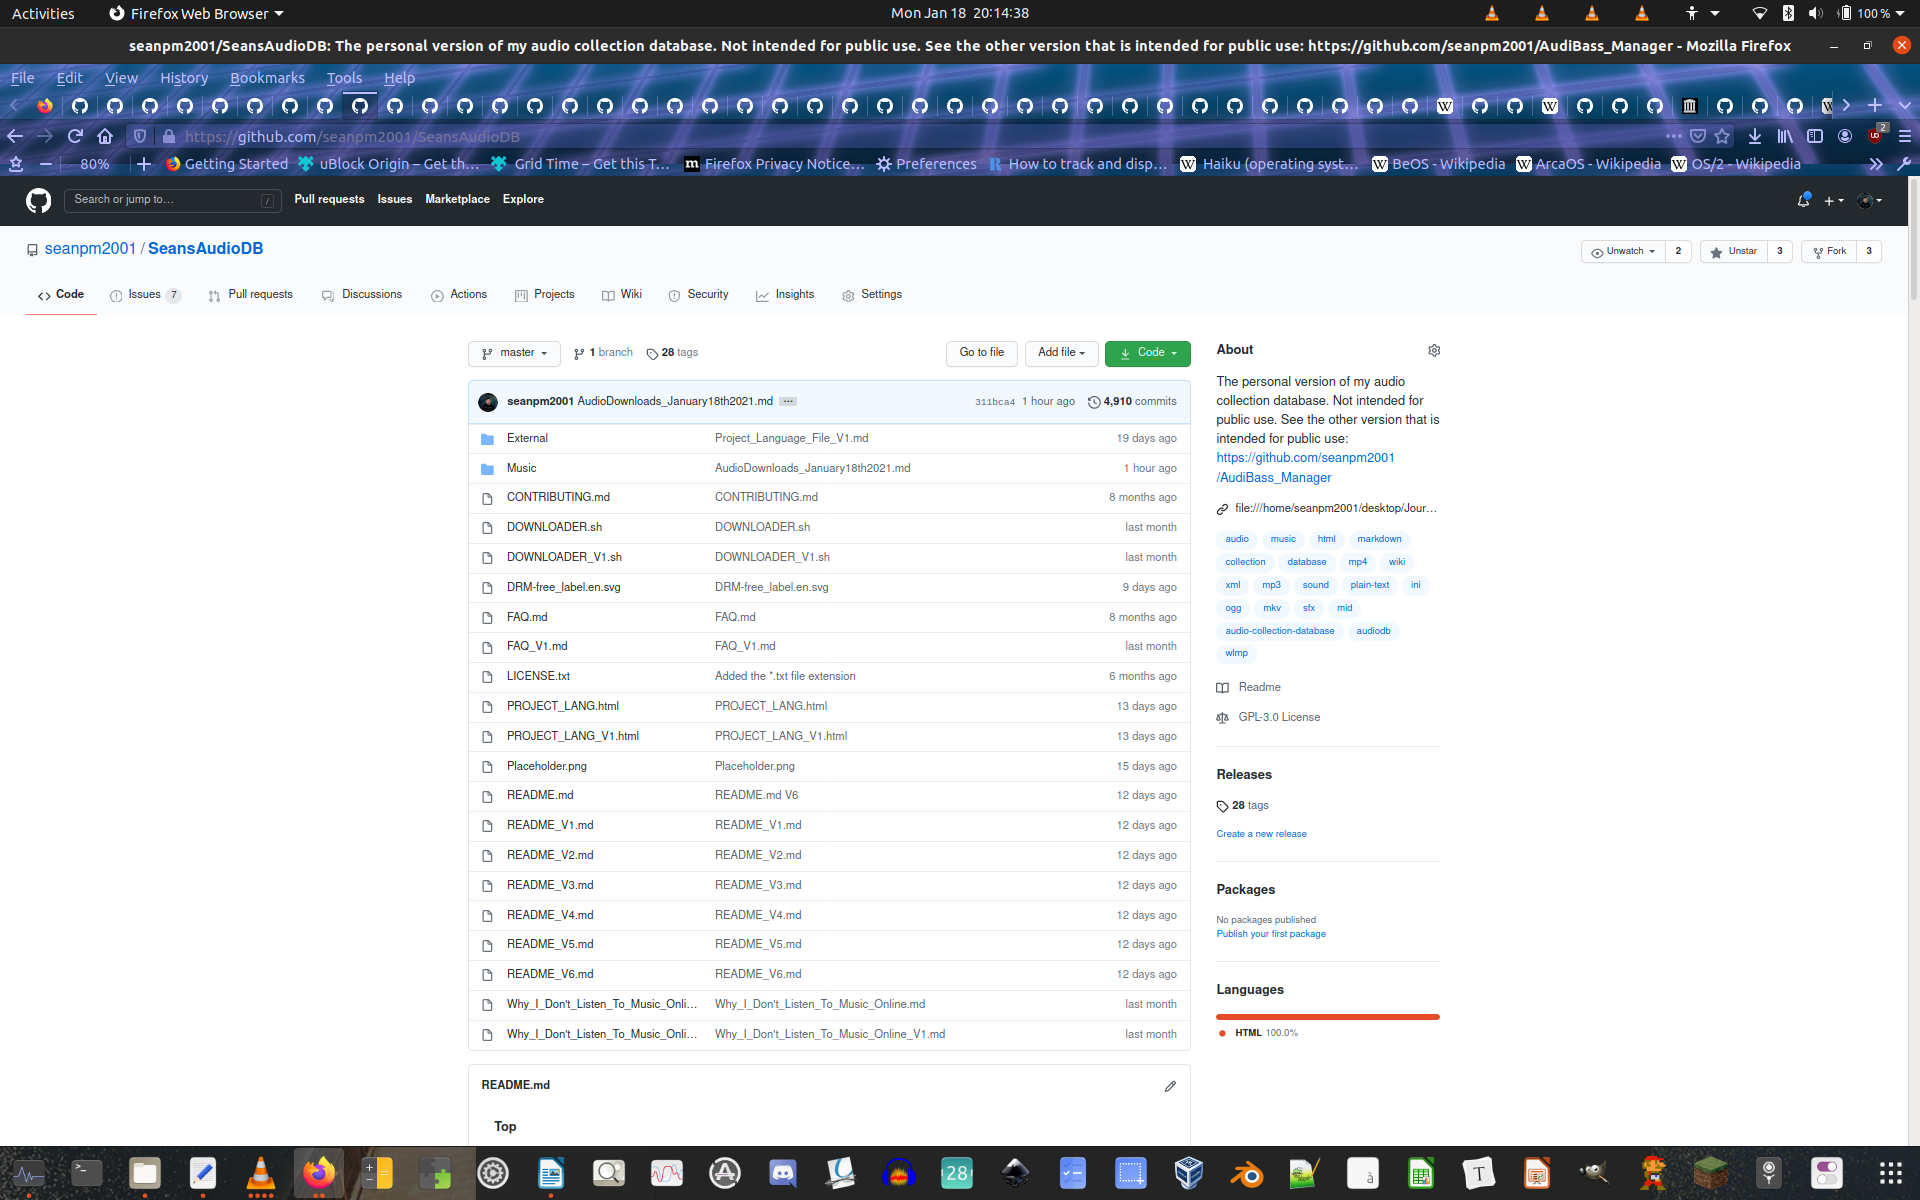 Activities Firefox Web Browser Mon Jan 18 20:14:38 100 %
seanpm2001/SeansAudioDB: The personal version of my audio collection database. Not intended for public use. See the other version that is intended for public use: https://github.com/seanpm2001/AudiBass_Manager - Mozilla Firefox
File Edit View History Bookmarks Tools Help
https://github.com/seanpm2001/SeansAudioDB 2
80% Getting Started uBlock Origin – Get th… Grid Time – Get this T… Firefox Privacy Notice… Preferences How to track and disp… Haiku (operating syst… BeOS - Wikipedia ArcaOS - Wikipedia OS/2 - Wikipedia
Search or jump to… / Pull requests Issues Marketplace Explore
seanpm2001 / SeansAudioDB Unwatch 2 Unstar 3 Fork 3
Code Issues 7 Pull requests Discussions Actions Projects Wiki Security Insights Settings
master 1 branch 28 tags Go to file Add file Code
seanpm2001 AudioDownloads_January18th2021.md ... 311bca4 1 hour ago 4,910 commits
External Project_Language_File_V1.md 19 days ago
Music AudioDownloads_January18th2021.md 1 hour ago
CONTRIBUTING.md CONTRIBUTING.md 8 months ago
DOWNLOADER.sh DOWNLOADER.sh last month
DOWNLOADER_V1.sh DOWNLOADER_V1.sh last month
DRM-free_label.en.svg DRM-free_label.en.svg 9 days ago
FAQ.md FAQ.md 8 months ago
FAQ_V1.md FAQ_V1.md last month
LICENSE.txt Added the *.txt file extension 6 months ago
PROJECT_LANG.html PROJECT_LANG.html 13 days ago
PROJECT_LANG_V1.html PROJECT_LANG_V1.html 13 days ago
Placeholder.png Placeholder.png 15 days ago
README.md README.md V6 12 days ago
README_V1.md README_V1.md 12 days ago
README_V2.md README_V2.md 12 days ago
README_V3.md README_V3.md 12 days ago
README_V4.md README_V4.md 12 days ago
README_V5.md README_V5.md 12 days ago
README_V6.md README_V6.md 12 days ago
Why_I_Don't_Listen_To_Music_Onli… Why_I_Don't_Listen_To_Music_Online.md last month
Why_I_Don't_Listen_To_Music_Onli… Why_I_Don't_Listen_To_Music_Online_V1.md last month
README.md
Top
About
The personal version of my audio
collection database. Not intended for
public use. See the other version that is
intended for public use:
https://github.com/seanpm2001
/AudiBass_Manager
file:///home/seanpm2001/desktop/Jour…
audio music html markdown
collection database mp4 wiki
xml mp3 sound plain-text ini
ogg mkv sfx mid
audio-collection-database audiodb
wlmp
Readme
GPL-3.0 License
Releases
28 tags
Create a new release
Packages
No packages published
Publish your first package
Languages
HTML 100.0%
28